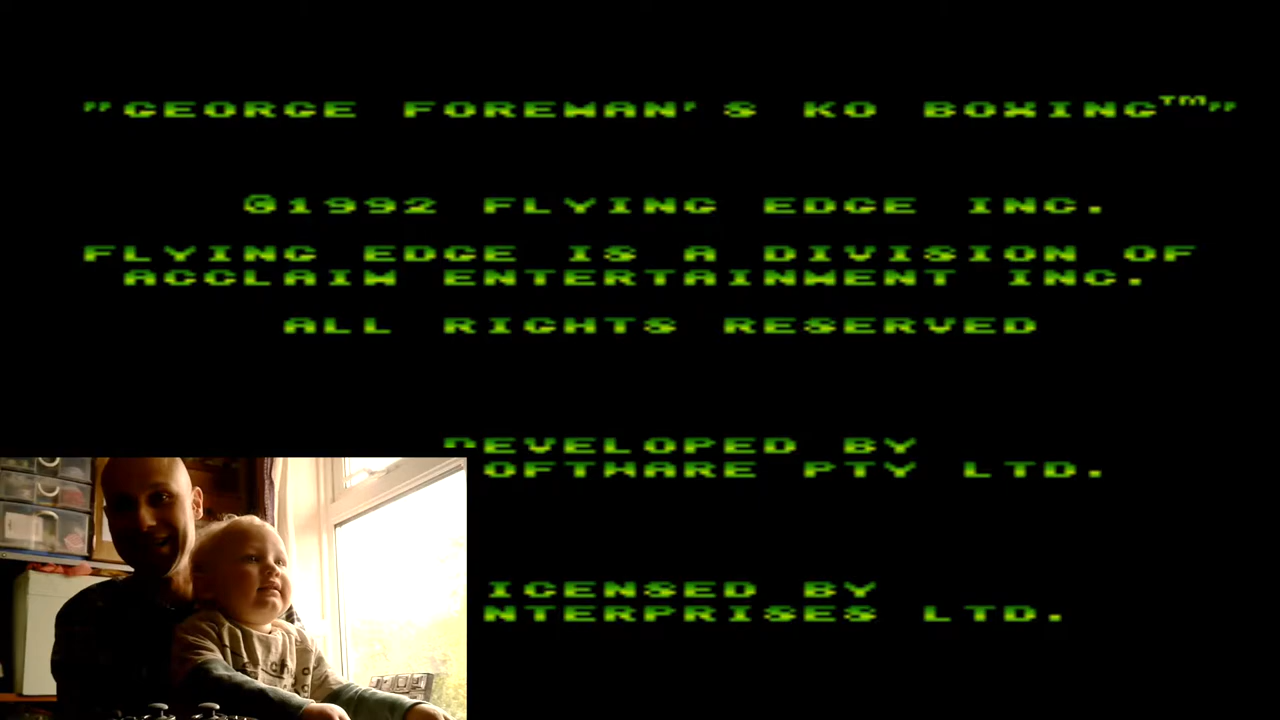 "GEORGE FOREMAN'S KO BOXING™"
@1992 FLYING EDGE INC.
FLYING EDGE IS A DIVISION OF
ACCLAIM ENTERTAINMENT INC.
ALL RIGHTS RESERVED
DEVELOPED BY
OFTWARE PTY LTD.
ICENSED BY
NTERPRISES LTD.